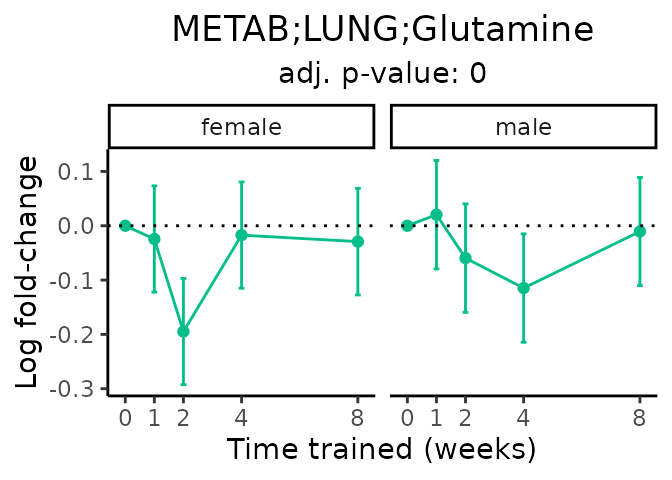 METAB;LUNG;Glutamine
adj. p-value: 0
female male
Log fold-change
0.1
0.0
-0.1
-0.2
-0.3
0 1 2 4 8 0 1 2 4 8
Time trained (weeks)